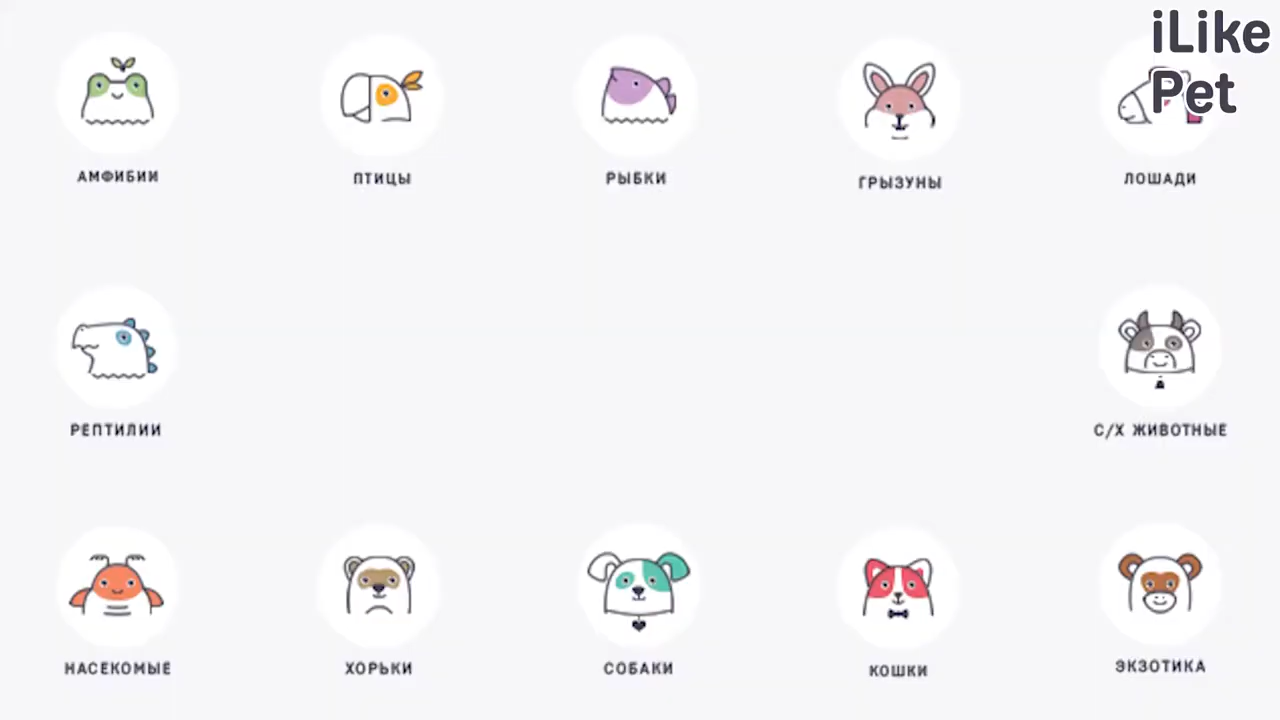 iLike
Pet
АМФИБИИ
ПТИЦЫ
РЫБКИ
ГРЫЗУНЫ
ЛОШАДИ
РЕПТИЛИИ
С/Х ЖИВОТНЫЕ
НАСЕКОМЫЕ
ХОРЬКИ
СОБАКИ
КОШКИ
ЭКЗОТИКА